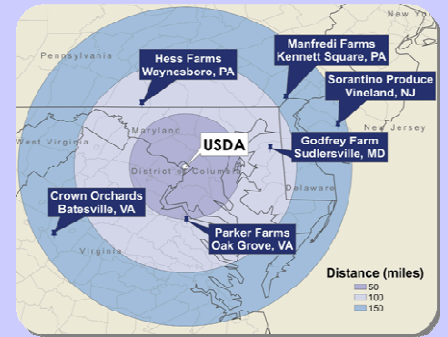 New Yor
Pennsylvania
Hess Farms
Waynesboro, PA
Manfredi Farms
Kennett Square, PA
Sorantino Produce
Vineland, NJ
New Jersey
Maryland
USDA
West Virginia
District of Columbia
Godfrey Farm
Sudlersville, MD
Delaware
Crown Orchards
Batesville, VA
Parker Farms
Oak Grove, VA
Virginia
Distance (miles)
50
100
150